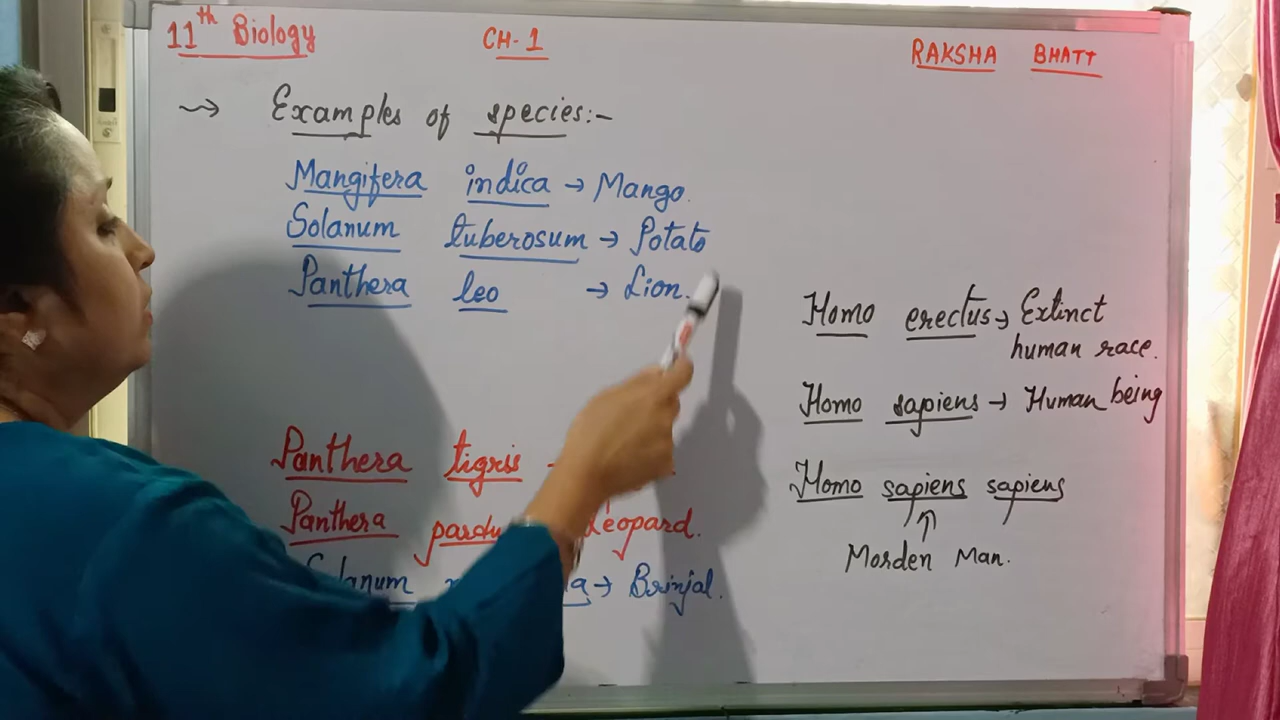 11th Biology CH-1 RAKSHA BHATT
⇝ Examples of species:-
Mangifera indica → Mango.
Solanum tuberosum → Potato
Panthera leo → Lion.
Panthera tigris
Panthera Leopard.
Solanum → Brinjal.
Homo erectus → Extinct
human race.
Homo sapiens → Human being
Homo sapiens sapiens
↑
Morden Man.